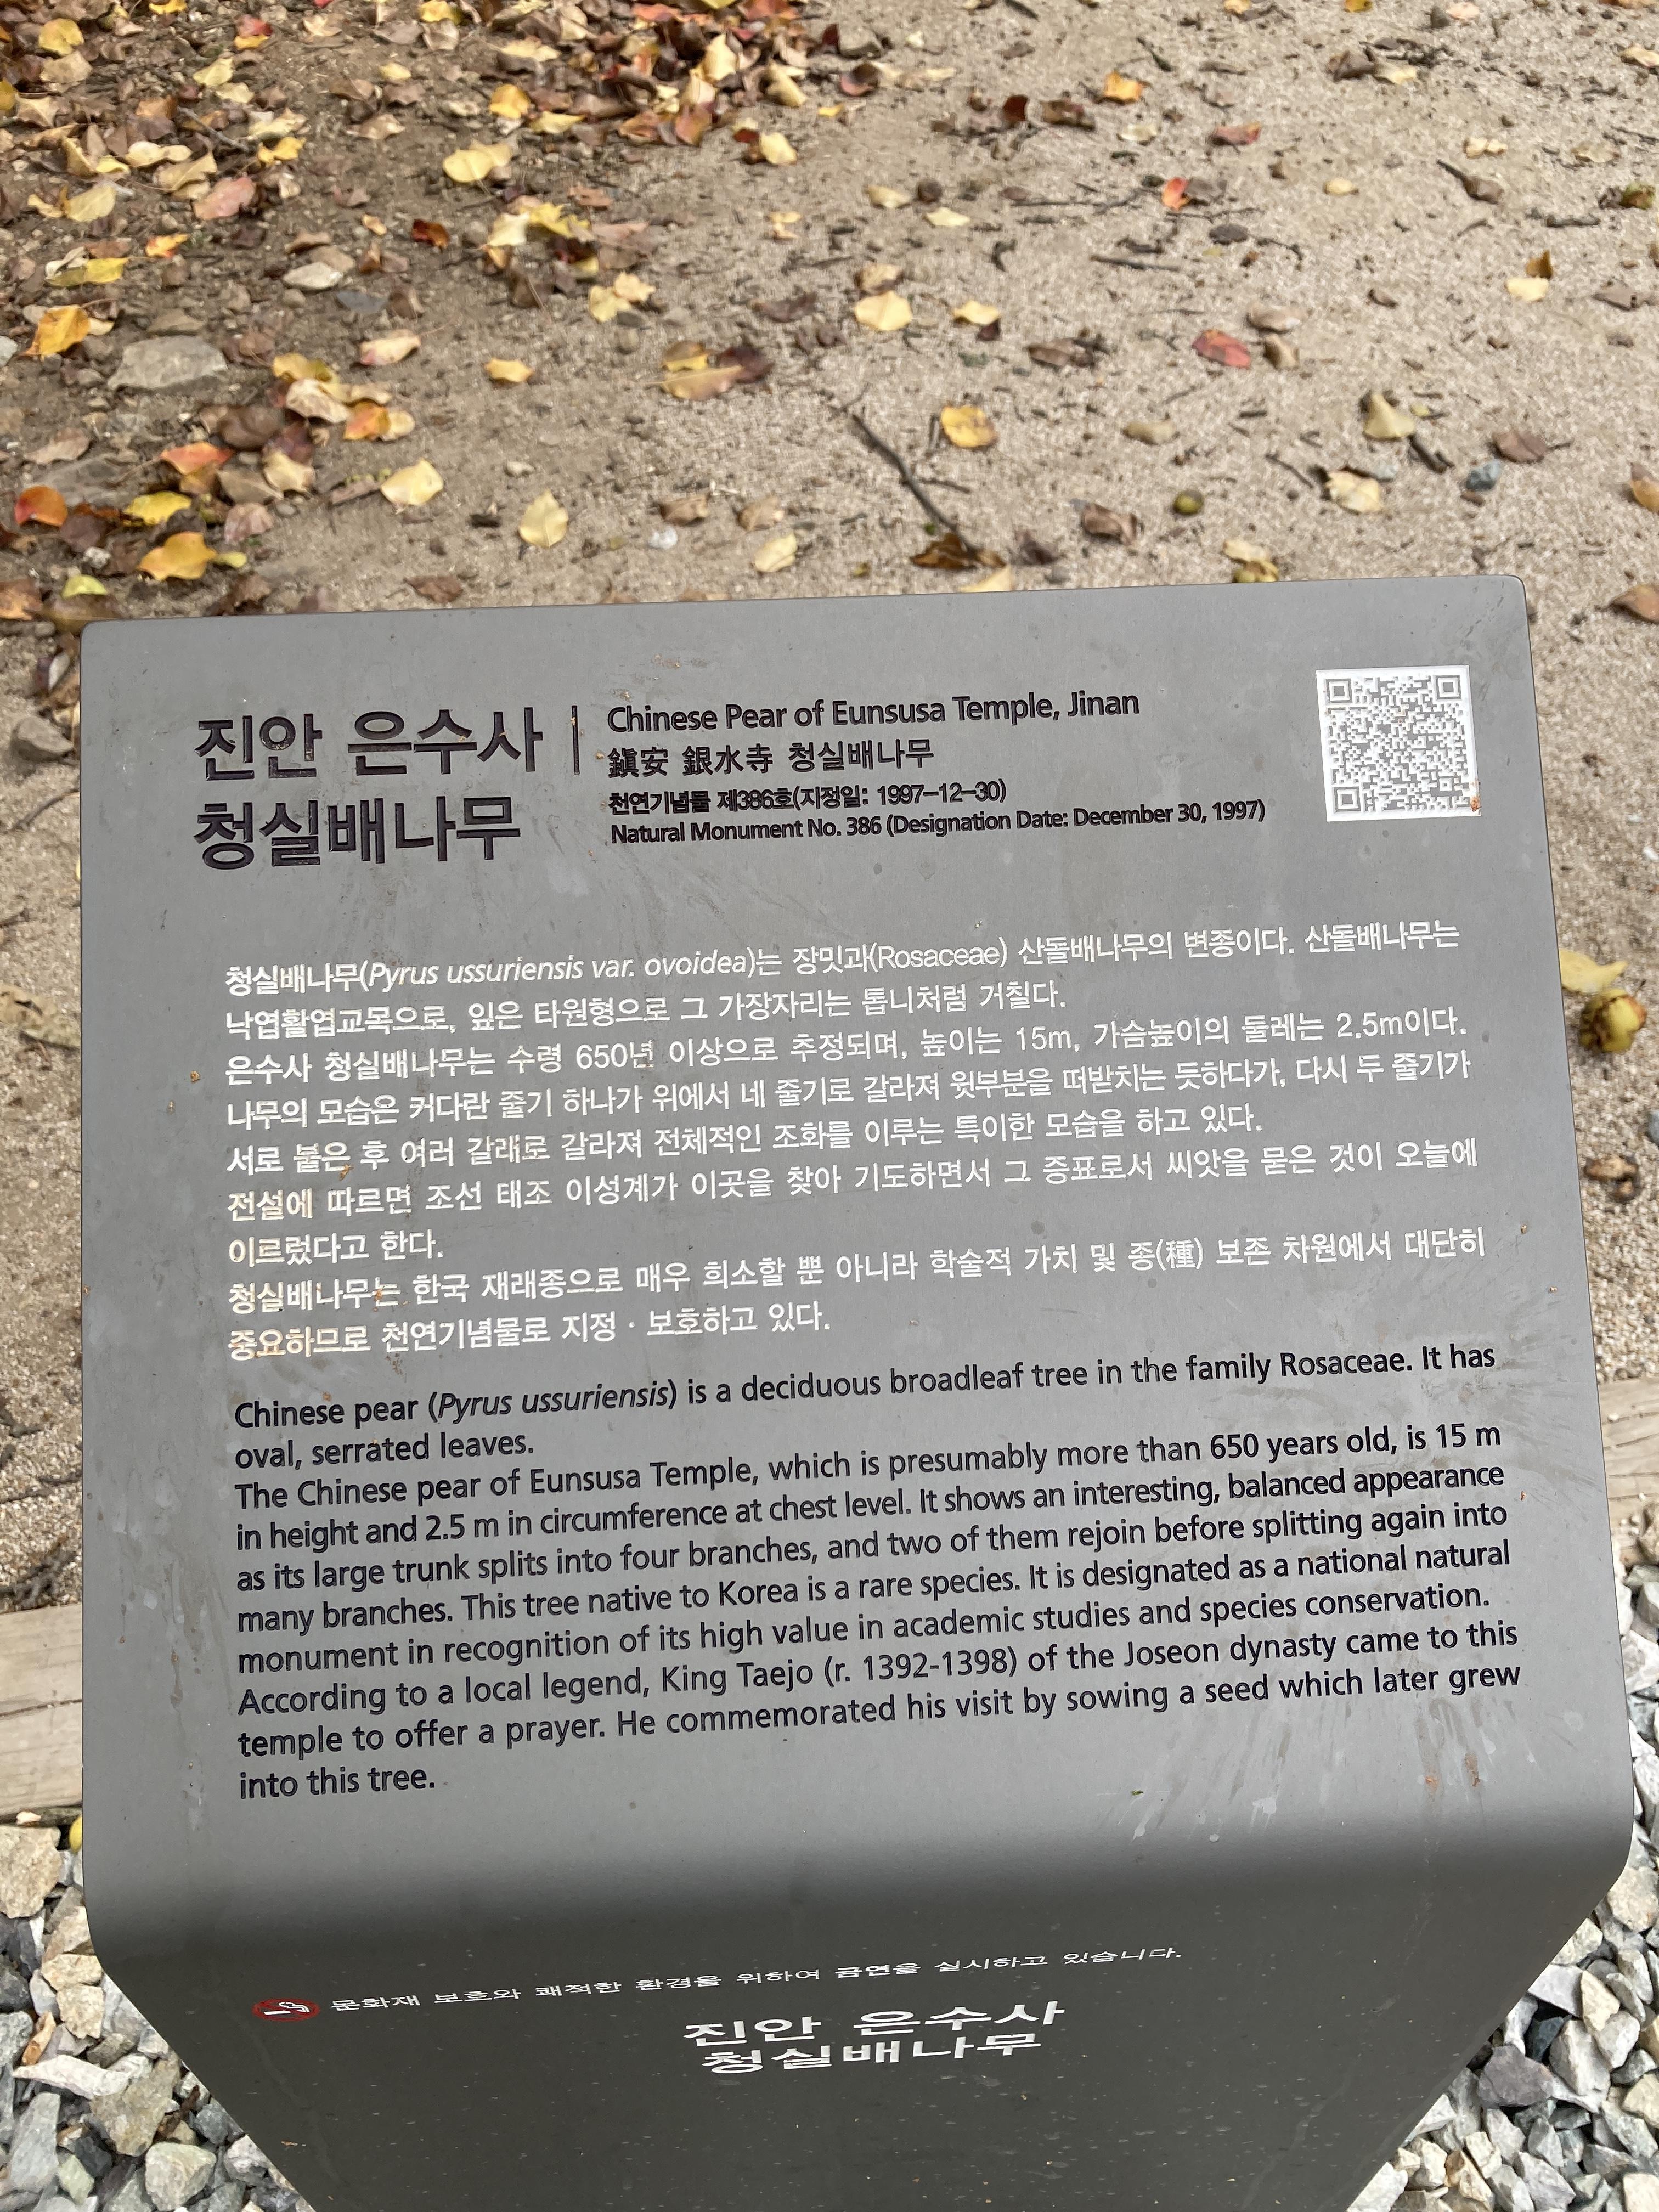 진안 은수사
청실배나무
Chinese Pear of Eunsusa Temple, Jinan
鎭安 銀水寺 청실배나무
천연기념물 제386호(지정일: 1997-12-30)
Natural Monument No. 386 (Designation Date: December 30, 1997)
청실배나무(Pyrus ussuriensis var. ovoidea)는 장밋과(Rosaceae) 산돌배나무의 변종이다. 산돌배나무는
낙엽활엽교목으로, 잎은 타원형으로 그 가장자리는 톱니처럼 거칠다.
은수사 청실배나무는 수령 650년 이상으로 추정되며, 높이는 15m, 가슴높이의 둘레는 2.5m이다.
나무의 모습은 커다란 줄기 하나가 위에서 네 줄기로 갈라져 윗부분을 떠받치는 듯하다가, 다시 두 줄기가
서로 붙은 후 여러 갈래로 갈라져 전체적인 조화를 이루는 특이한 모습을 하고 있다.
전설에 따르면 조선 태조 이성계가 이곳을 찾아 기도하면서 그 증표로서 씨앗을 묻은 것이 오늘에
이르렀다고 한다.
청실배나무는 한국 재래종으로 매우 희소할 뿐 아니라 학술적 가치 및 종(種) 보존 차원에서 대단히
중요하므로 천연기념물로 지정 · 보호하고 있다.
Chinese pear (Pyrus ussuriensis) is a deciduous broadleaf tree in the family Rosaceae. It has
oval, serrated leaves.
The Chinese pear of Eunsusa Temple, which is presumably more than 650 years old, is 15 m
in height and 2.5 m in circumference at chest level. It shows an interesting, balanced appearance
as its large trunk splits into four branches, and two of them rejoin before splitting again into
many branches. This tree native to Korea is a rare species. It is designated as a national natural
monument in recognition of its high value in academic studies and species conservation.
According to a local legend, King Taejo (r. 1392-1398) of the Joseon dynasty came to this
temple to offer a prayer. He commemorated his visit by sowing a seed which later grew
into this tree.
문화재 보호와 쾌적한 환경을 위하여 금연을 실시하고 있습니다.
진안 은수사
청실배나무